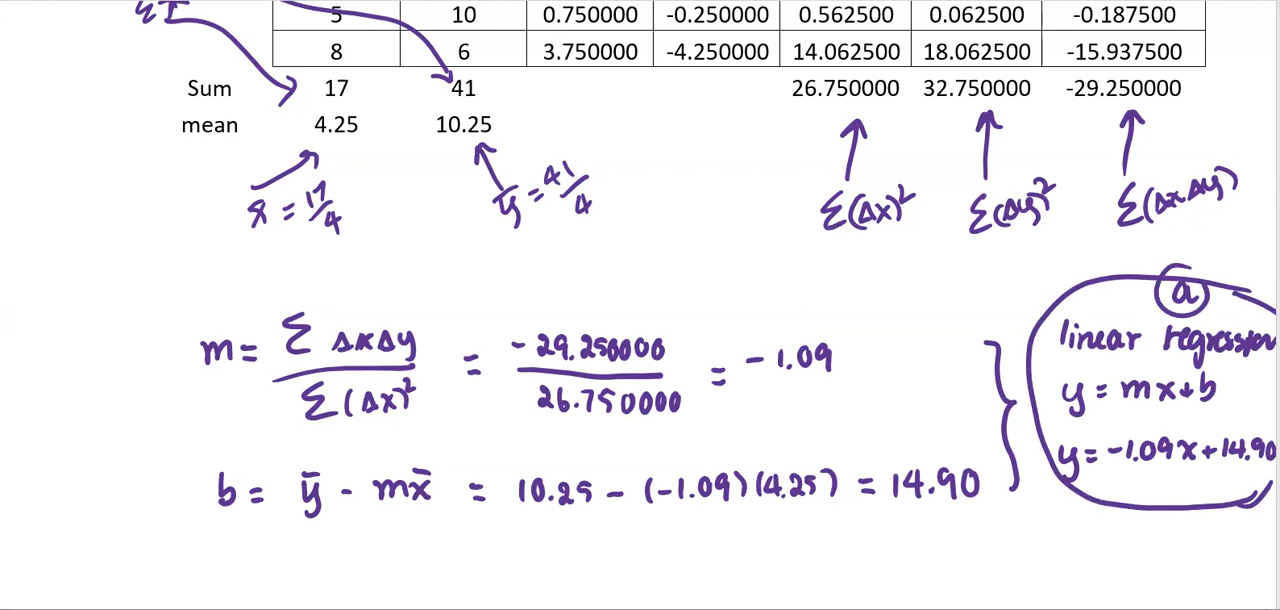 ΣI
5 10 0.750000 -0.250000 0.562500 0.062500 -0.187500
8 6 3.750000 -4.250000 14.062500 18.062500 -15.937500
Sum 17 41 26.750000 32.750000 -29.250000
mean 4.25 10.25
x̄ = 17/4
ȳ = 41/4
Σ(Δx)²
Σ(Δy)²
Σ(ΔxΔy)
m = Σ ΔxΔy / Σ(Δx)² = -29.250000 / 26.750000 = -1.09
b = ȳ - mx̄ = 10.25 - (-1.09)(4.25) = 14.90
a
linear regression
y = mx+b
y = -1.09x+14.90